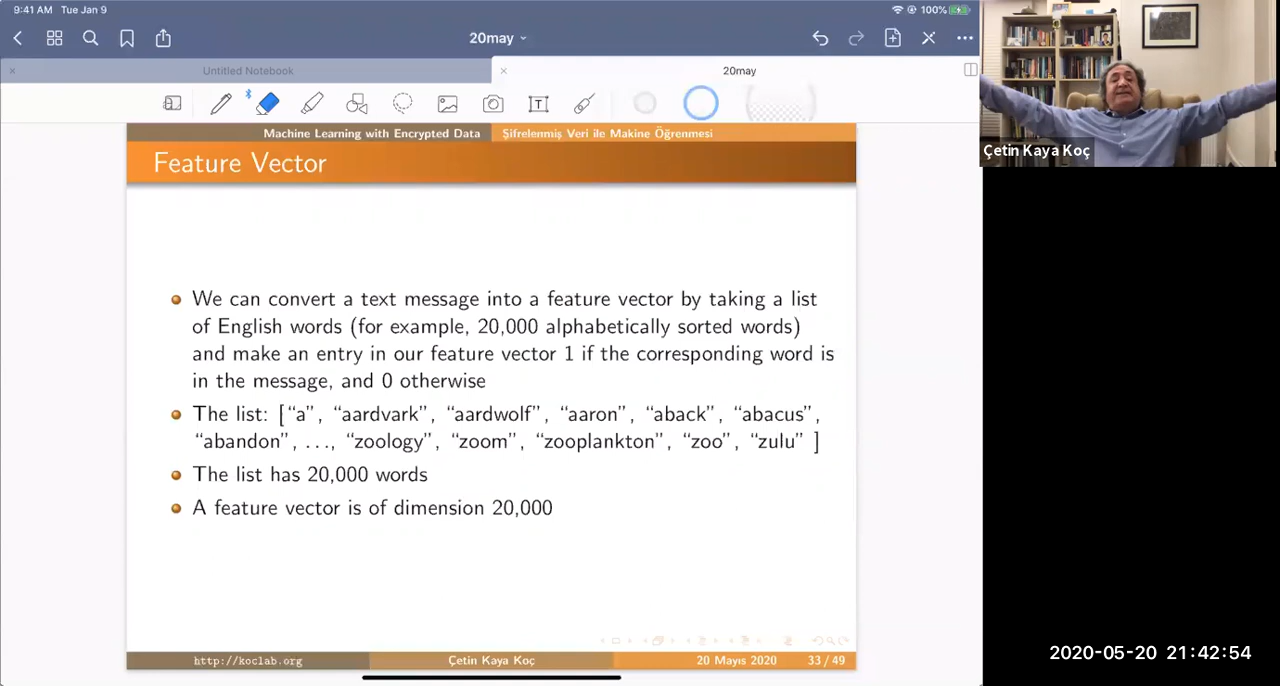 9:41 AM Tue Jan 9
100%
20may
Untitled Notebook
20may
T
Machine Learning with Encrypted Data
Şifrelenmiş Veri ile Makine Öğrenmesi
Feature Vector
We can convert a text message into a feature vector by taking a list
of English words (for example, 20,000 alphabetically sorted words)
and make an entry in our feature vector 1 if the corresponding word is
in the message, and 0 otherwise
The list: [“a”, “aardvark”, “aardwolf”, “aaron”, “aback”, “abacus”,
“abandon”, ..., “zoology”, “zoom”, “zooplankton”, “zoo”, “zulu” ]
The list has 20,000 words
A feature vector is of dimension 20,000
http://koclab.org
Çetin Kaya Koç
20 Mayıs 2020
33 / 49
Çetin Kaya Koç
2020-05-20 21:42:54